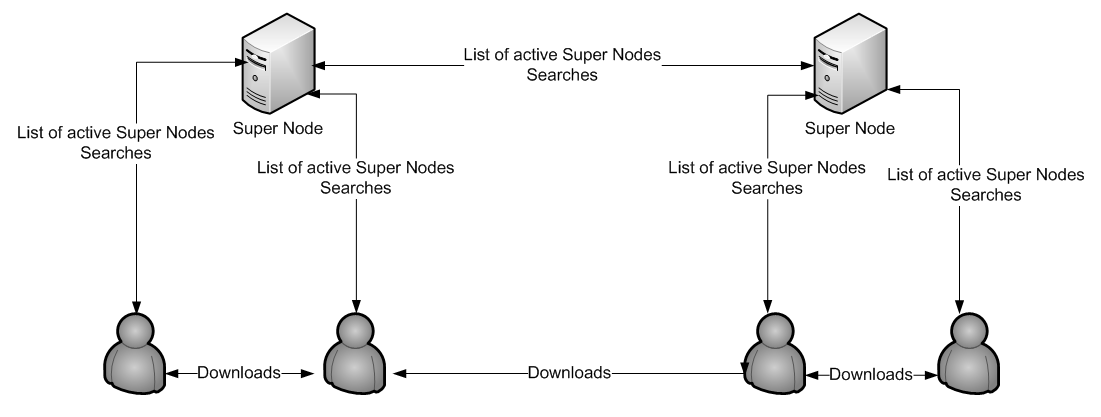 List of active Super Nodes
Searches
Super Node
Super Node
List of active Super Nodes
Searches
List of active Super Nodes
Searches
List of active Super Nodes
Searches
List of active Super Nodes
Searches
Downloads
Downloads
Downloads